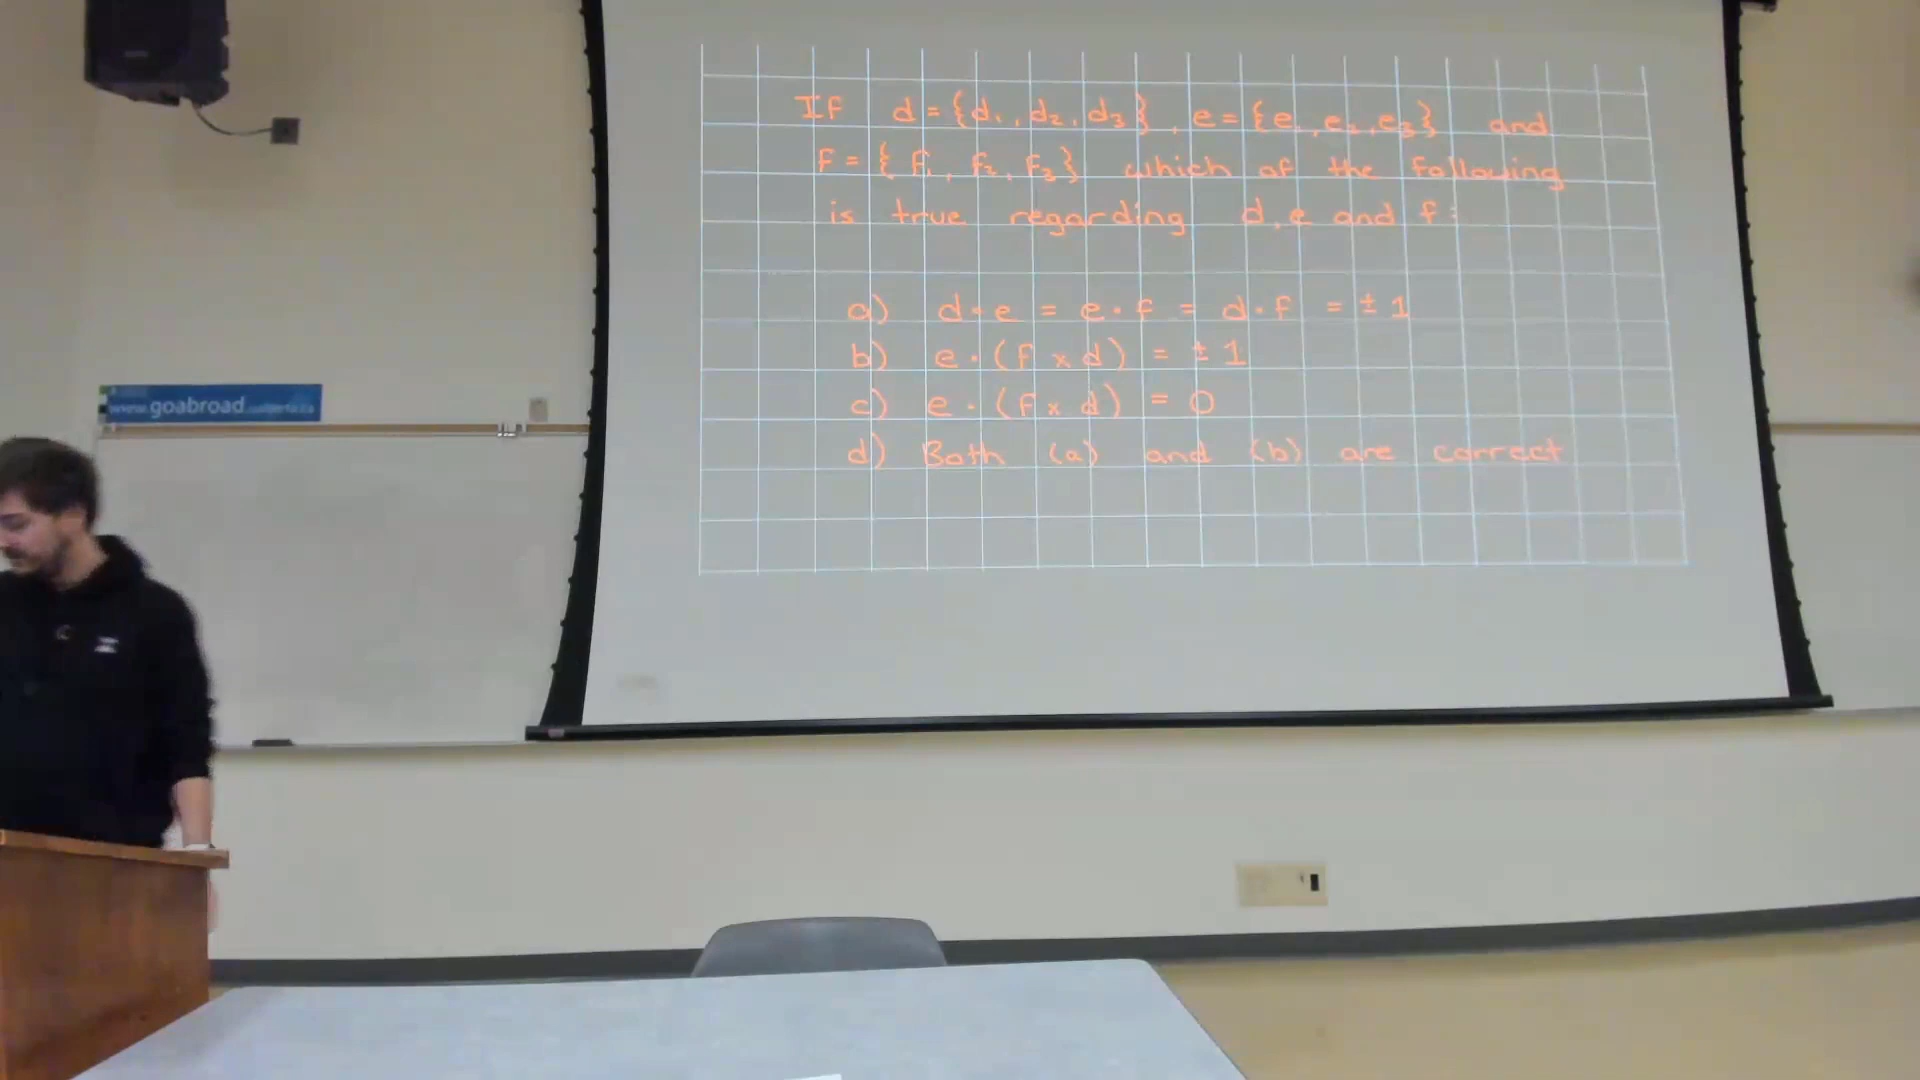 If d = {d₁, d₂, d₃}, e = {e₁, e₂, e₃} and
F = {f₁, f₂, f₃} which of the following
is true regarding d, e and f:
a) d · e = e · f = d · f = ± 1
b) e · (f × d) = ± 1
c) e · (f × d) = 0
d) Both (a) and (b) are correct
www.goabroad